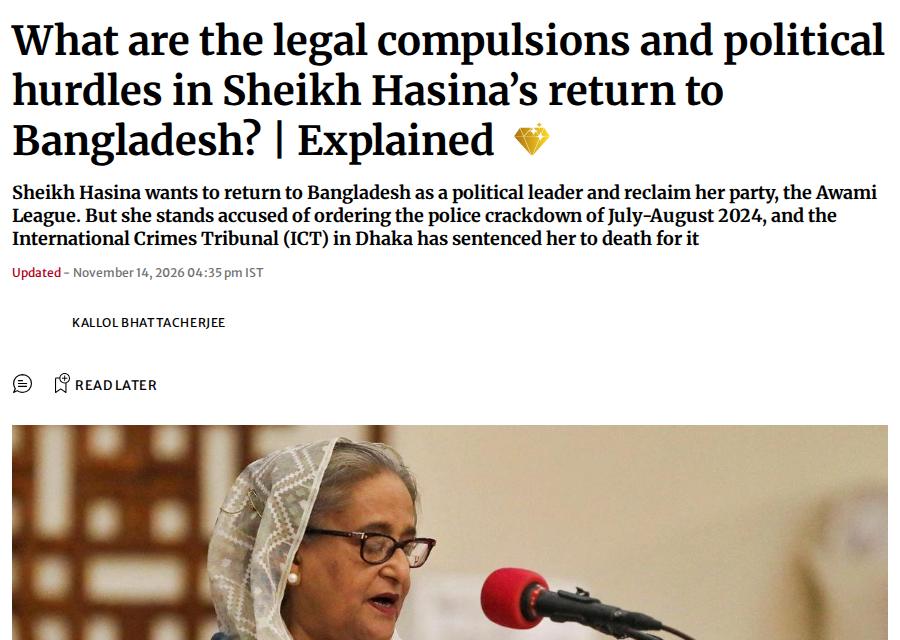 What are the legal compulsions and political
hurdles in Sheikh Hasina’s return to
Bangladesh? | Explained
Sheikh Hasina wants to return to Bangladesh as a political leader and reclaim her party, the Awami
League. But she stands accused of ordering the police crackdown of July-August 2024, and the
International Crimes Tribunal (ICT) in Dhaka has sentenced her to death for it
Updated - November 14, 2026 04:35 pm IST
KALLOL BHATTACHERJEE
READ LATER